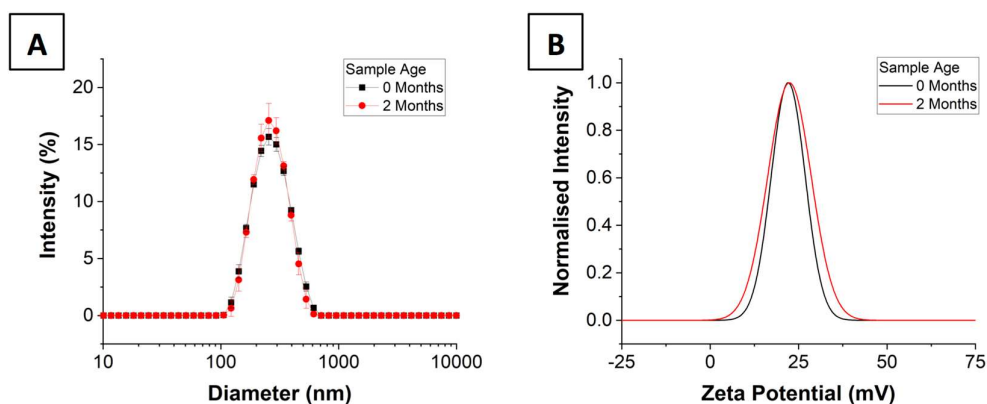 A
Sample Age
0 Months
2 Months
20
15
10
5
0
Intensity (%)
10
100
1000
10000
Diameter (nm)
B
Sample Age
0 Months
2 Months
1.0
0.8
0.6
0.4
0.2
0.0
Normalised Intensity
-25
0
25
50
75
Zeta Potential (mV)